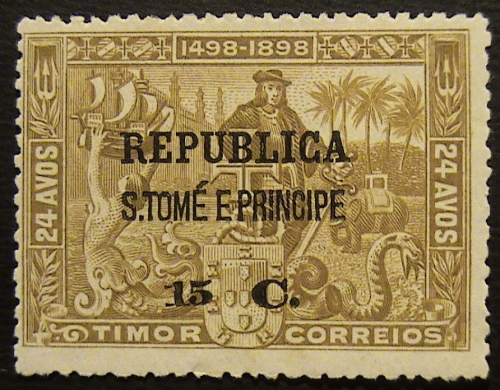 1498-1898
24 AVOS
24 AVOS
REPUBLICA
S.TOMÉ E PRINCIPE
15 C.
TIMOR CORREIOS